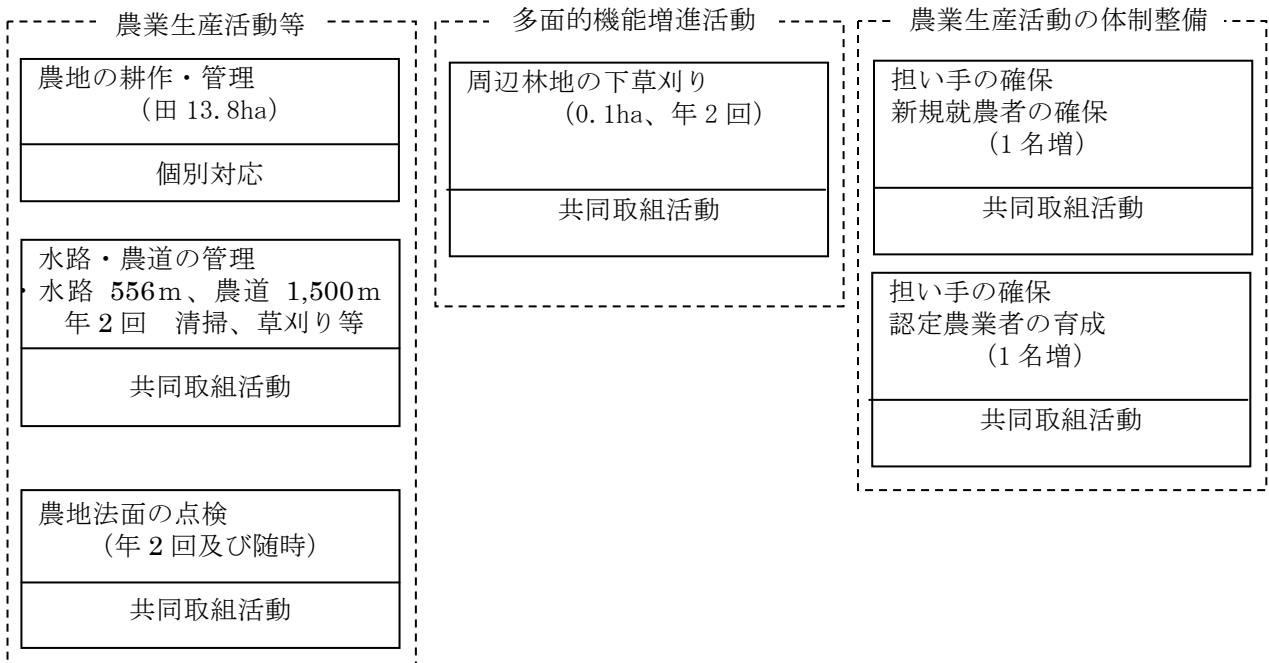 農業生産活動等
農地の耕作・管理
（田 13.8ha）
個別対応
水路・農道の管理
・水路 556m、農道 1,500m
年 2 回　清掃、草刈り等
共同取組活動
農地法面の点検
（年 2 回及び随時）
共同取組活動
多面的機能増進活動
周辺林地の下草刈り
（0.1ha、年 2 回）
共同取組活動
農業生産活動の体制整備
担い手の確保
新規就農者の確保
（1 名増）
共同取組活動
担い手の確保
認定農業者の育成
（1 名増）
共同取組活動